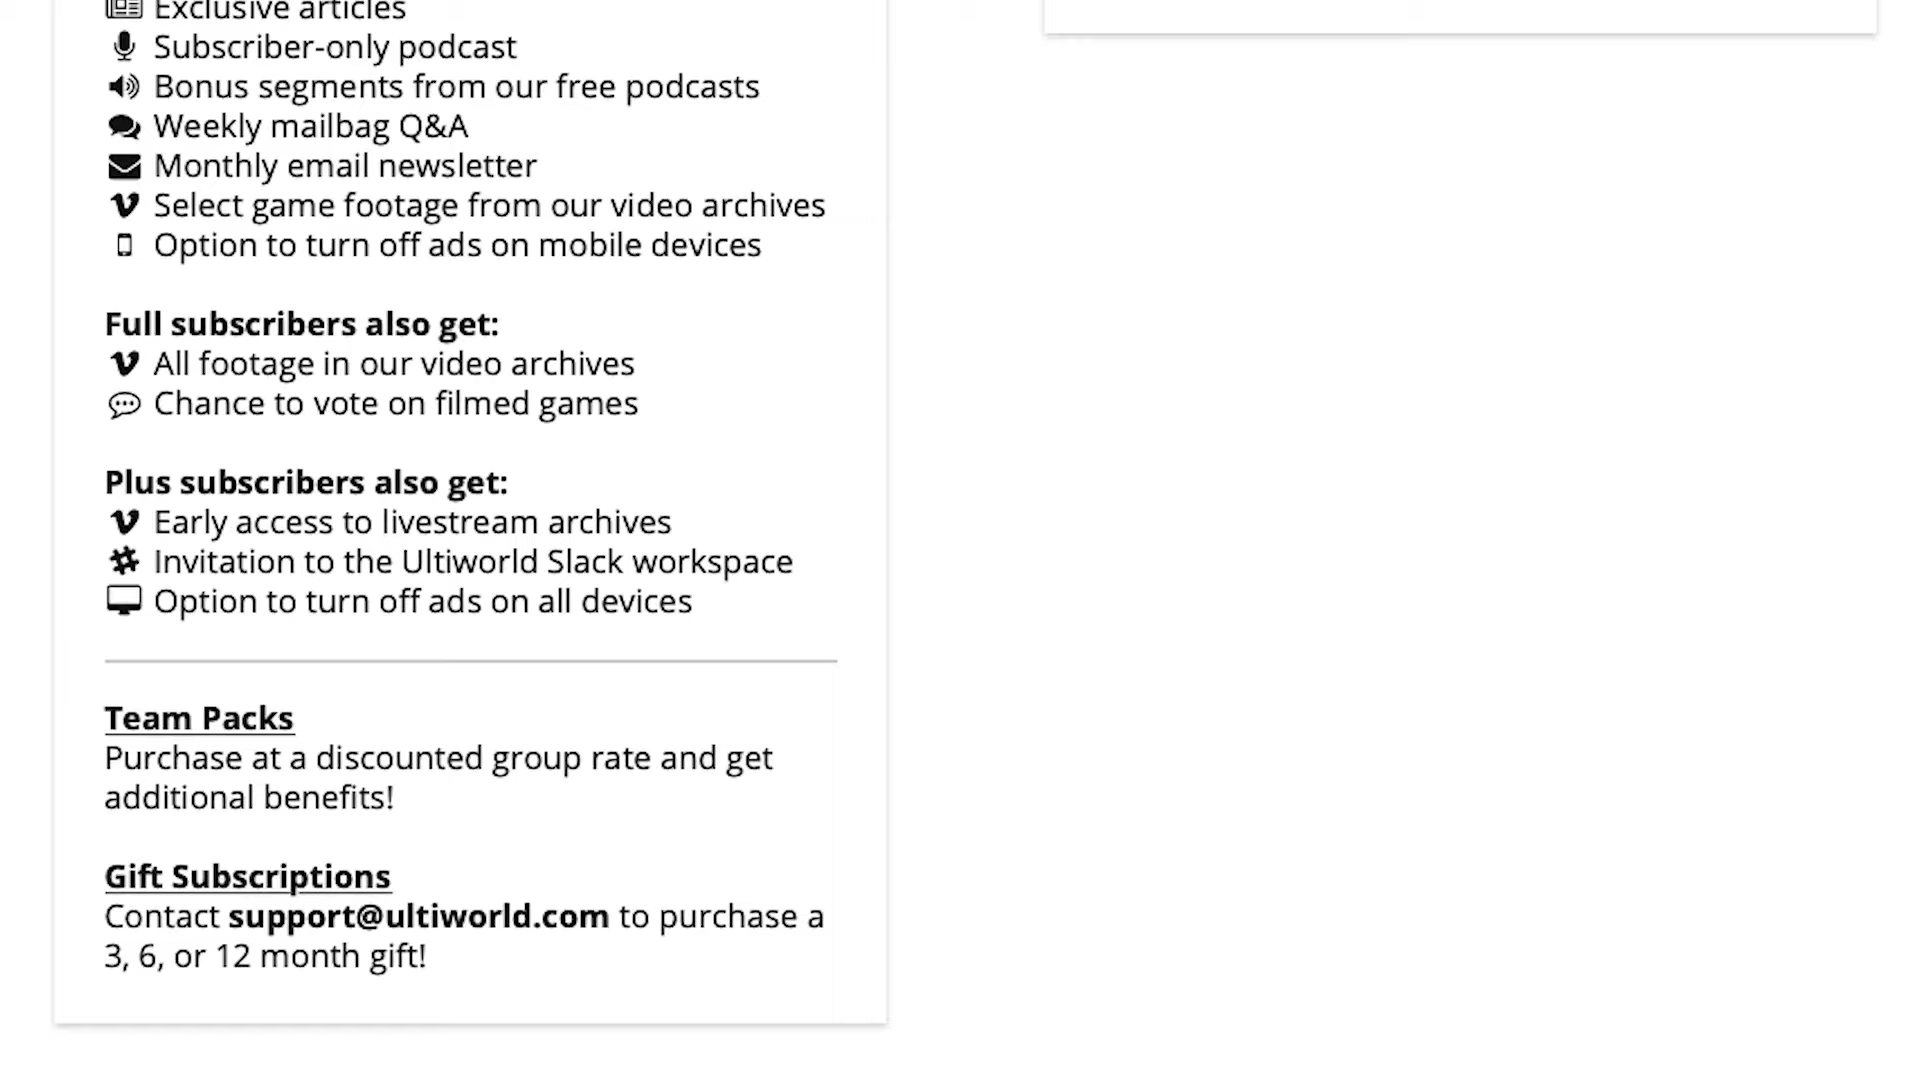 Exclusive articles
Subscriber-only podcast
Bonus segments from our free podcasts
Weekly mailbag Q&A
Monthly email newsletter
Select game footage from our video archives
Option to turn off ads on mobile devices
Full subscribers also get:
All footage in our video archives
Chance to vote on filmed games
Plus subscribers also get:
Early access to livestream archives
Invitation to the Ultiworld Slack workspace
Option to turn off ads on all devices
Team Packs
Purchase at a discounted group rate and get
additional benefits!
Gift Subscriptions
Contact support@ultiworld.com to purchase a
3, 6, or 12 month gift!